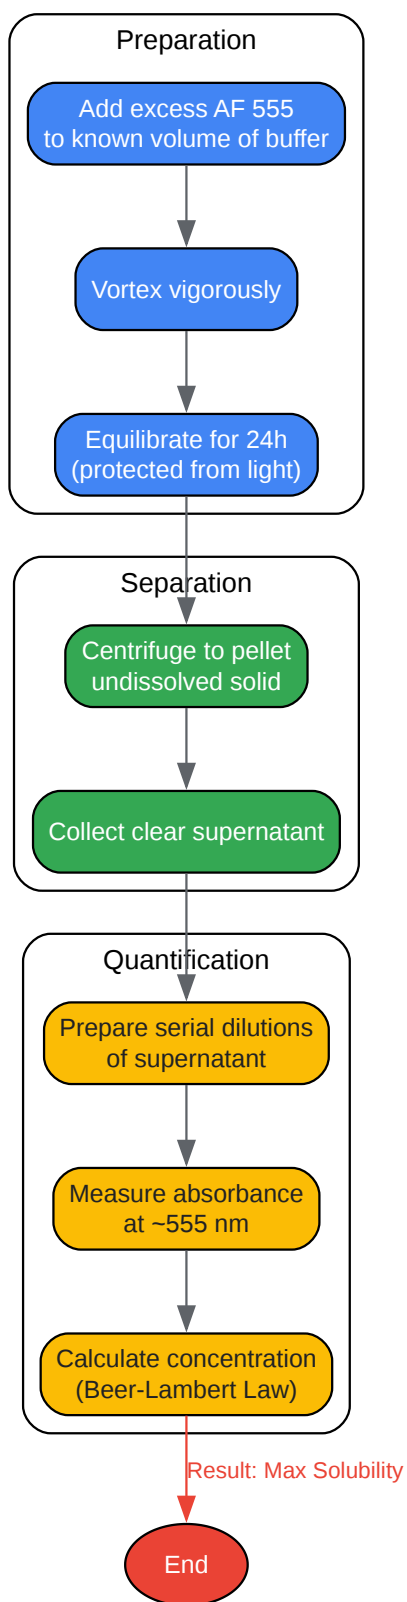 Preparation
Add excess AF 555
to known volume of buffer
Vortex vigorously
Equilibrate for 24h
(protected from light)
Separation
Centrifuge to pellet
undissolved solid
Collect clear supernatant
Quantification
Prepare serial dilutions
of supernatant
Measure absorbance
at ~555 nm
Calculate concentration
(Beer-Lambert Law)
Result: Max Solubility
End